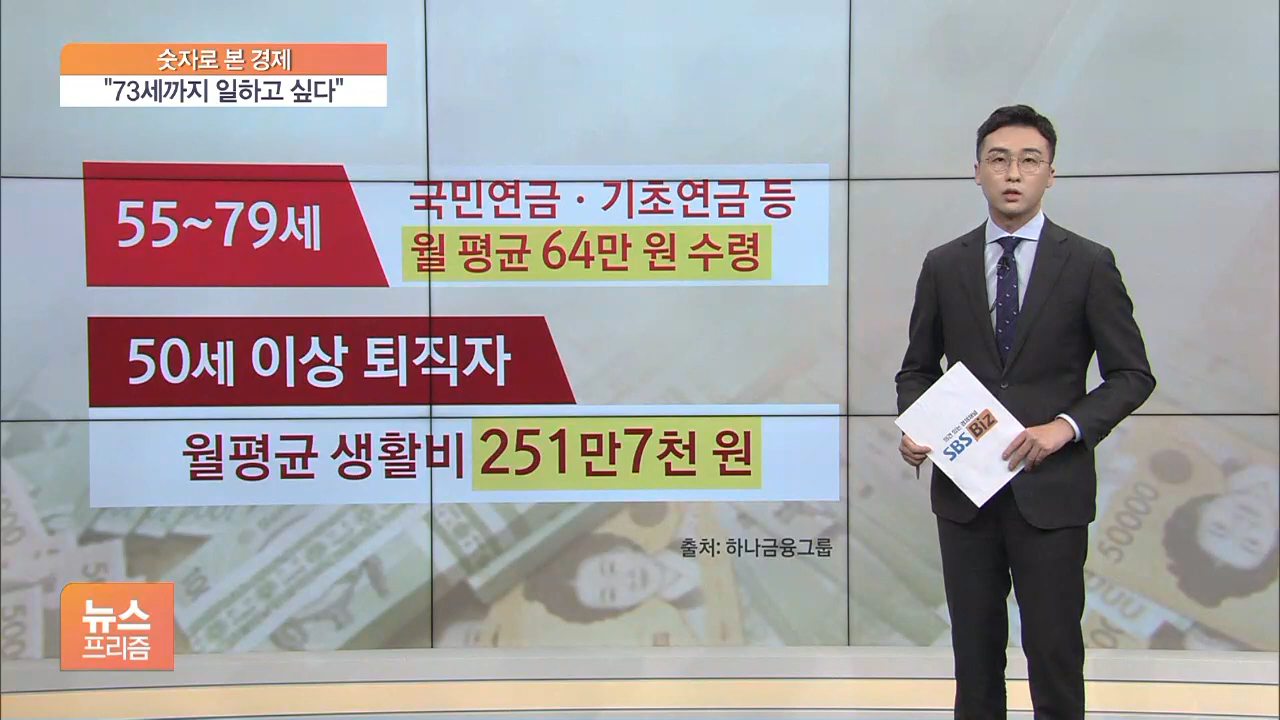 숫자로 본 경제
"73세까지 일하고 싶다"
55~79세
국민연금 · 기초연금 등
월 평균 64만 원 수령
50세 이상 퇴직자
월평균 생활비 251만7천 원
출처: 하나금융그룹
SBS Biz
50000
뉴스
프리즘